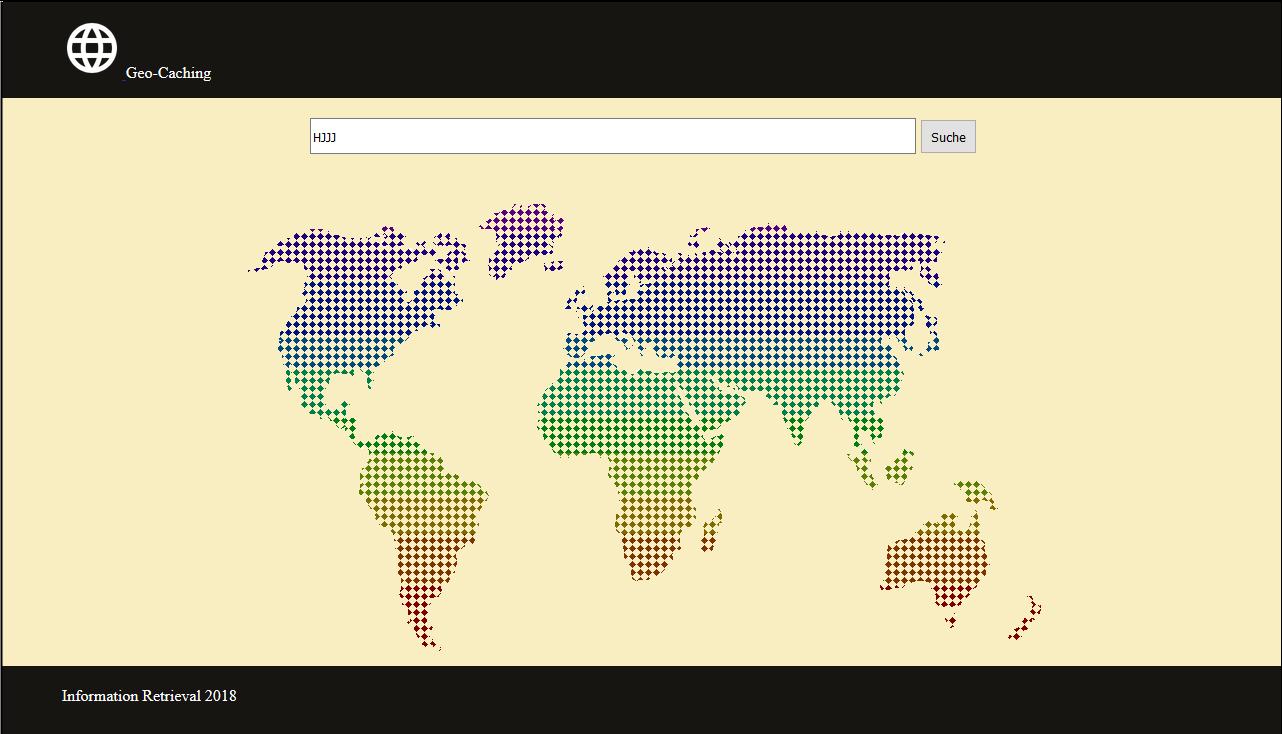 Geo-Caching
HJJJ Suche
Information Retrieval 2018